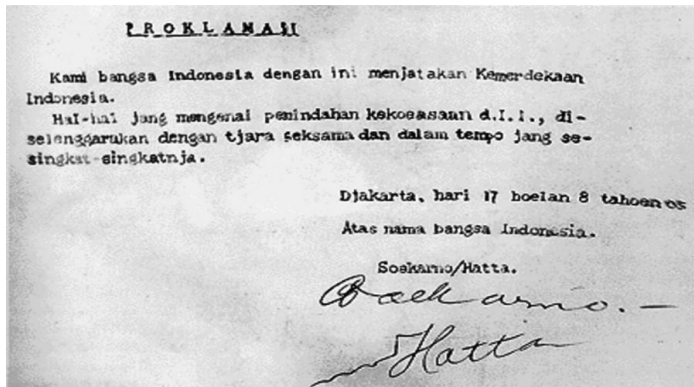 PROKLAMASI
Kami bangsa Indonesia dengan ini menjatakan Kemerdekaan
Indonesia.
Hal-hal jang mengenai pemindahan kekoeasaan d.l.l., di-
selenggarakan dengan tjara seksama dan dalam tempo jang se-
singkat-singkatnja.
Djakarta, hari 17 boelan 8 tahoen 05
Atas nama bangsa Indonesia.
Soekarno/Hatta.
Soekarno.-
Hatta